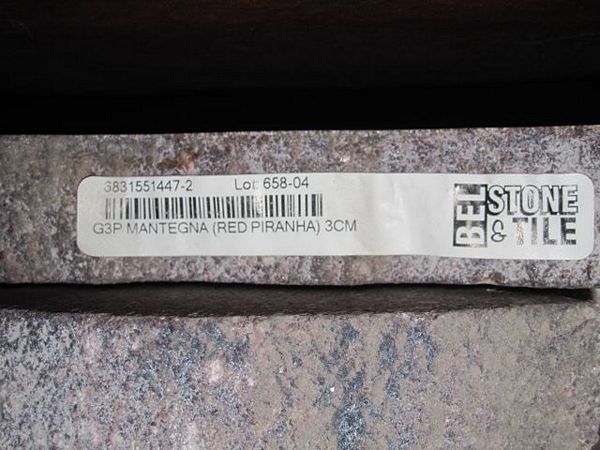 3831551447-2 Lot: 658-04
G3P MANTEGNA (RED PIRANHA) 3CM
BEL STONE
& TILE